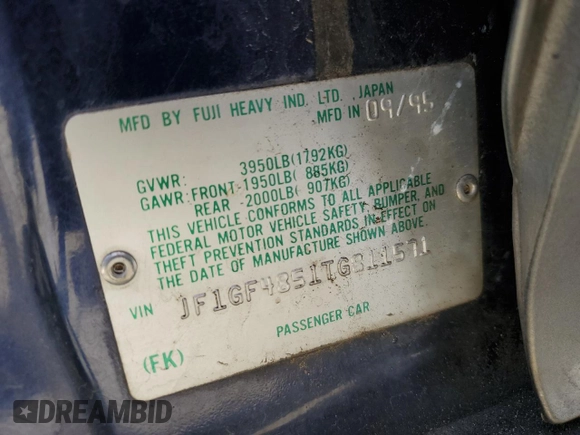 MFD BY FUJI HEAVY IND. LTD. ,JAPAN
MFD IN 09/95
GVWR: 3950LB(1792KG)
GAWR:FRONT-1950LB( 885KG)
REAR -2000LB( 907KG)
THIS VEHICLE CONFORMS TO ALL APPLICABLE
FEDERAL MOTOR VEHICLE SAFETY, BUMPER, AND
THEFT PREVENTION STANDARDS IN EFFECT ON
THE DATE OF MANUFACTURE SHOWN ABOVE.
VIN JF1GF4851TG811571
PASSENGER CAR
(FK)
DREAMBID